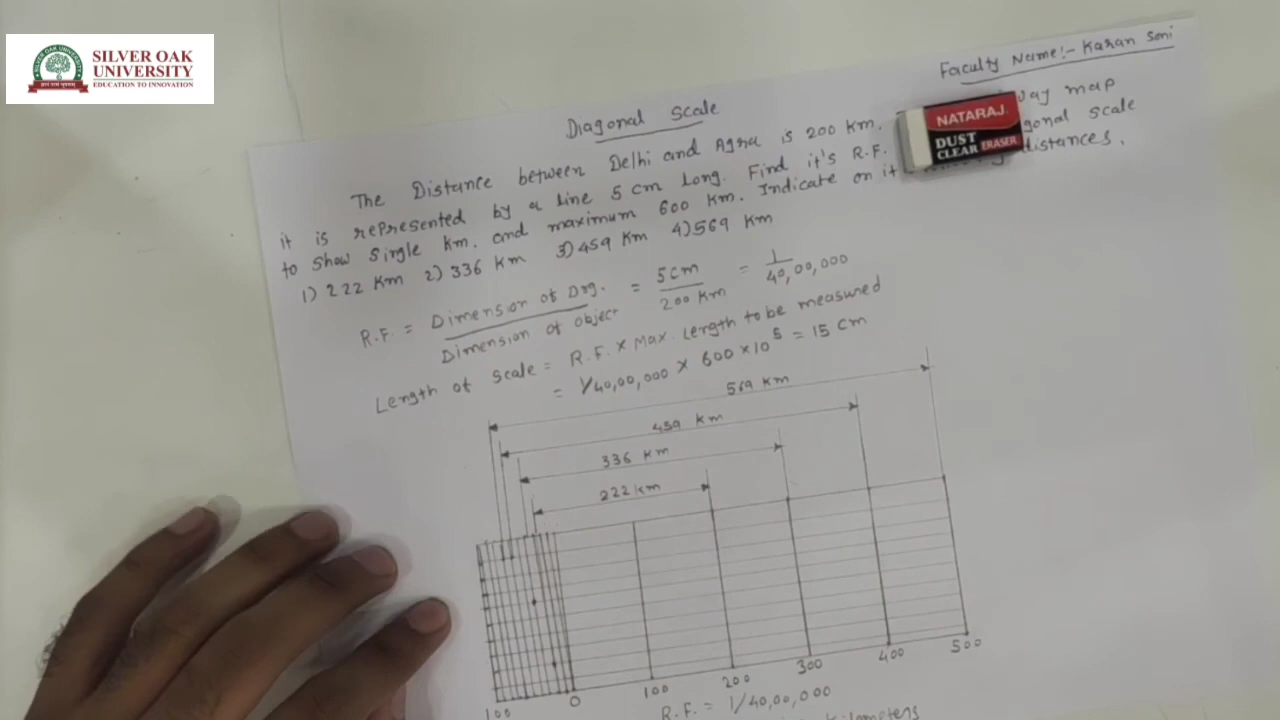 SILVER OAK
UNIVERSITY
EDUCATION TO INNOVATION
Faculty Name:- Karan Soni
Diagonal Scale
The Distance between Delhi and Agra is 200 Km. way map
it is represented by a line 5 cm Long. Find it's R.F. gonal scale
to show single km. and maximum 600 Km. Indicate on it distances.
1) 222 Km 2) 336 Km 3) 459 Km 4) 569 Km
R.F. = Dimension of Drg. / Dimension of object = 5cm / 200 Km = 1 / 40,00,000
Length of scale = R.F. × Max. Length to be measured
= 1/40,00,000 × 600 × 10⁵ = 15 cm
569 Km
459 Km
336 Km
222 Km
100 0 100 200 300 400 500
R.F. = 1/40,00,000
Kilometers
NATARAJ
DUST
CLEAR ERASER